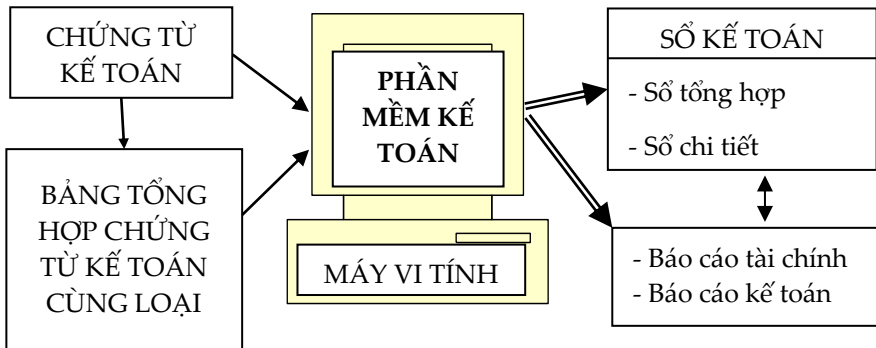 CHỨNG TỪ
KẾ TOÁN
BẢNG TỔNG
HỢP CHỨNG
TỪ KẾ TOÁN
CÙNG LOẠI
PHẦN
MỀM KẾ
TOÁN
MÁY VI TÍNH
SỔ KẾ TOÁN
- Sổ tổng hợp
- Sổ chi tiết
- Báo cáo tài chính
- Báo cáo kế toán